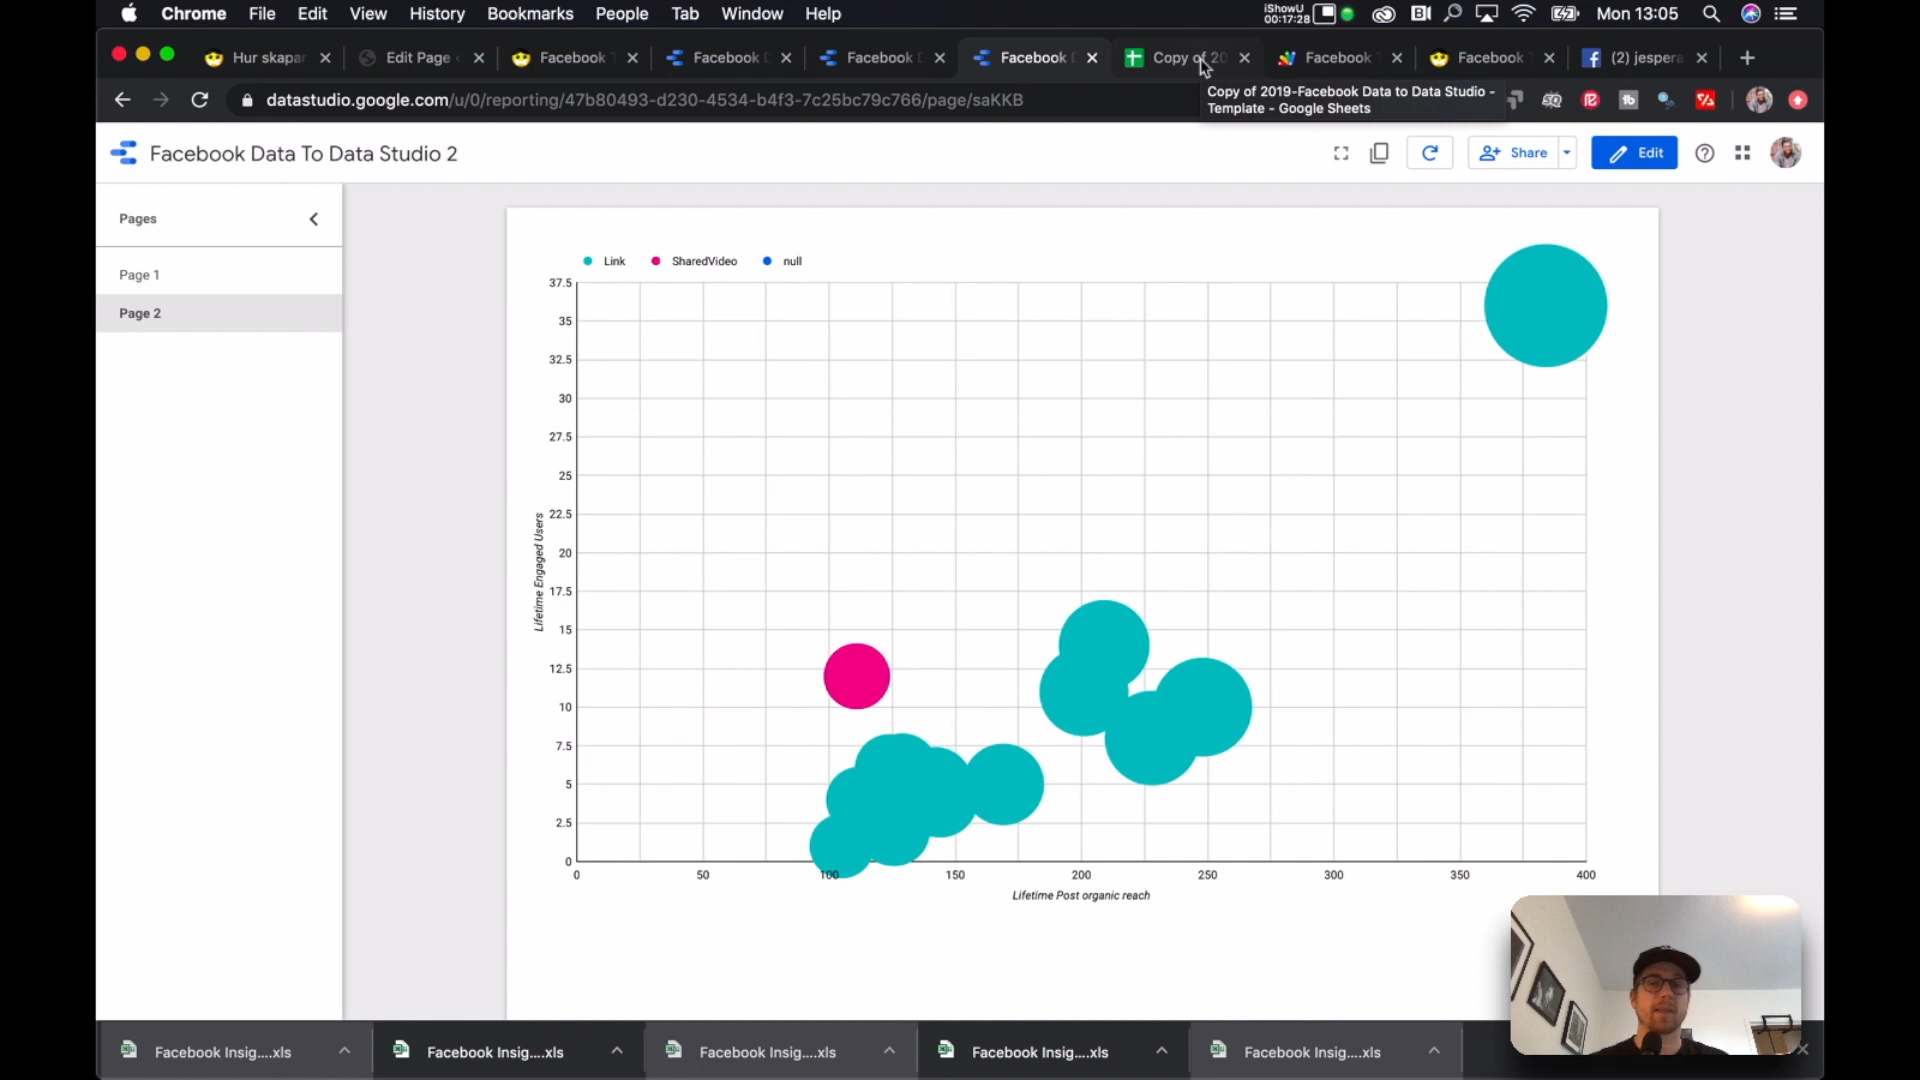 Chrome File Edit View History Bookmarks People Tab Window Help iShowU 00:17:28 Mon 13:05
Hur skapar Edit Page Facebook T Facebook D Facebook D Facebook D Copy of 20 Facebook T Facebook T (2) jespera
datastudio.google.com/u/0/reporting/47b80493-d230-4534-b4f3-7c25bc79c766/page/saKKB
Copy of 2019-Facebook Data to Data Studio -
Template - Google Sheets
Facebook Data To Data Studio 2
Share Edit
Pages
Page 1
Page 2
Link SharedVideo null
37.5
35
32.5
30
27.5
25
22.5
20
17.5
15
12.5
10
7.5
5
2.5
0
Lifetime Engaged Users
0 50 100 150 200 250 300 350 400
Lifetime Post organic reach
Facebook Insig....xls Facebook Insig....xls Facebook Insig....xls Facebook Insig....xls Facebook Insig....xls